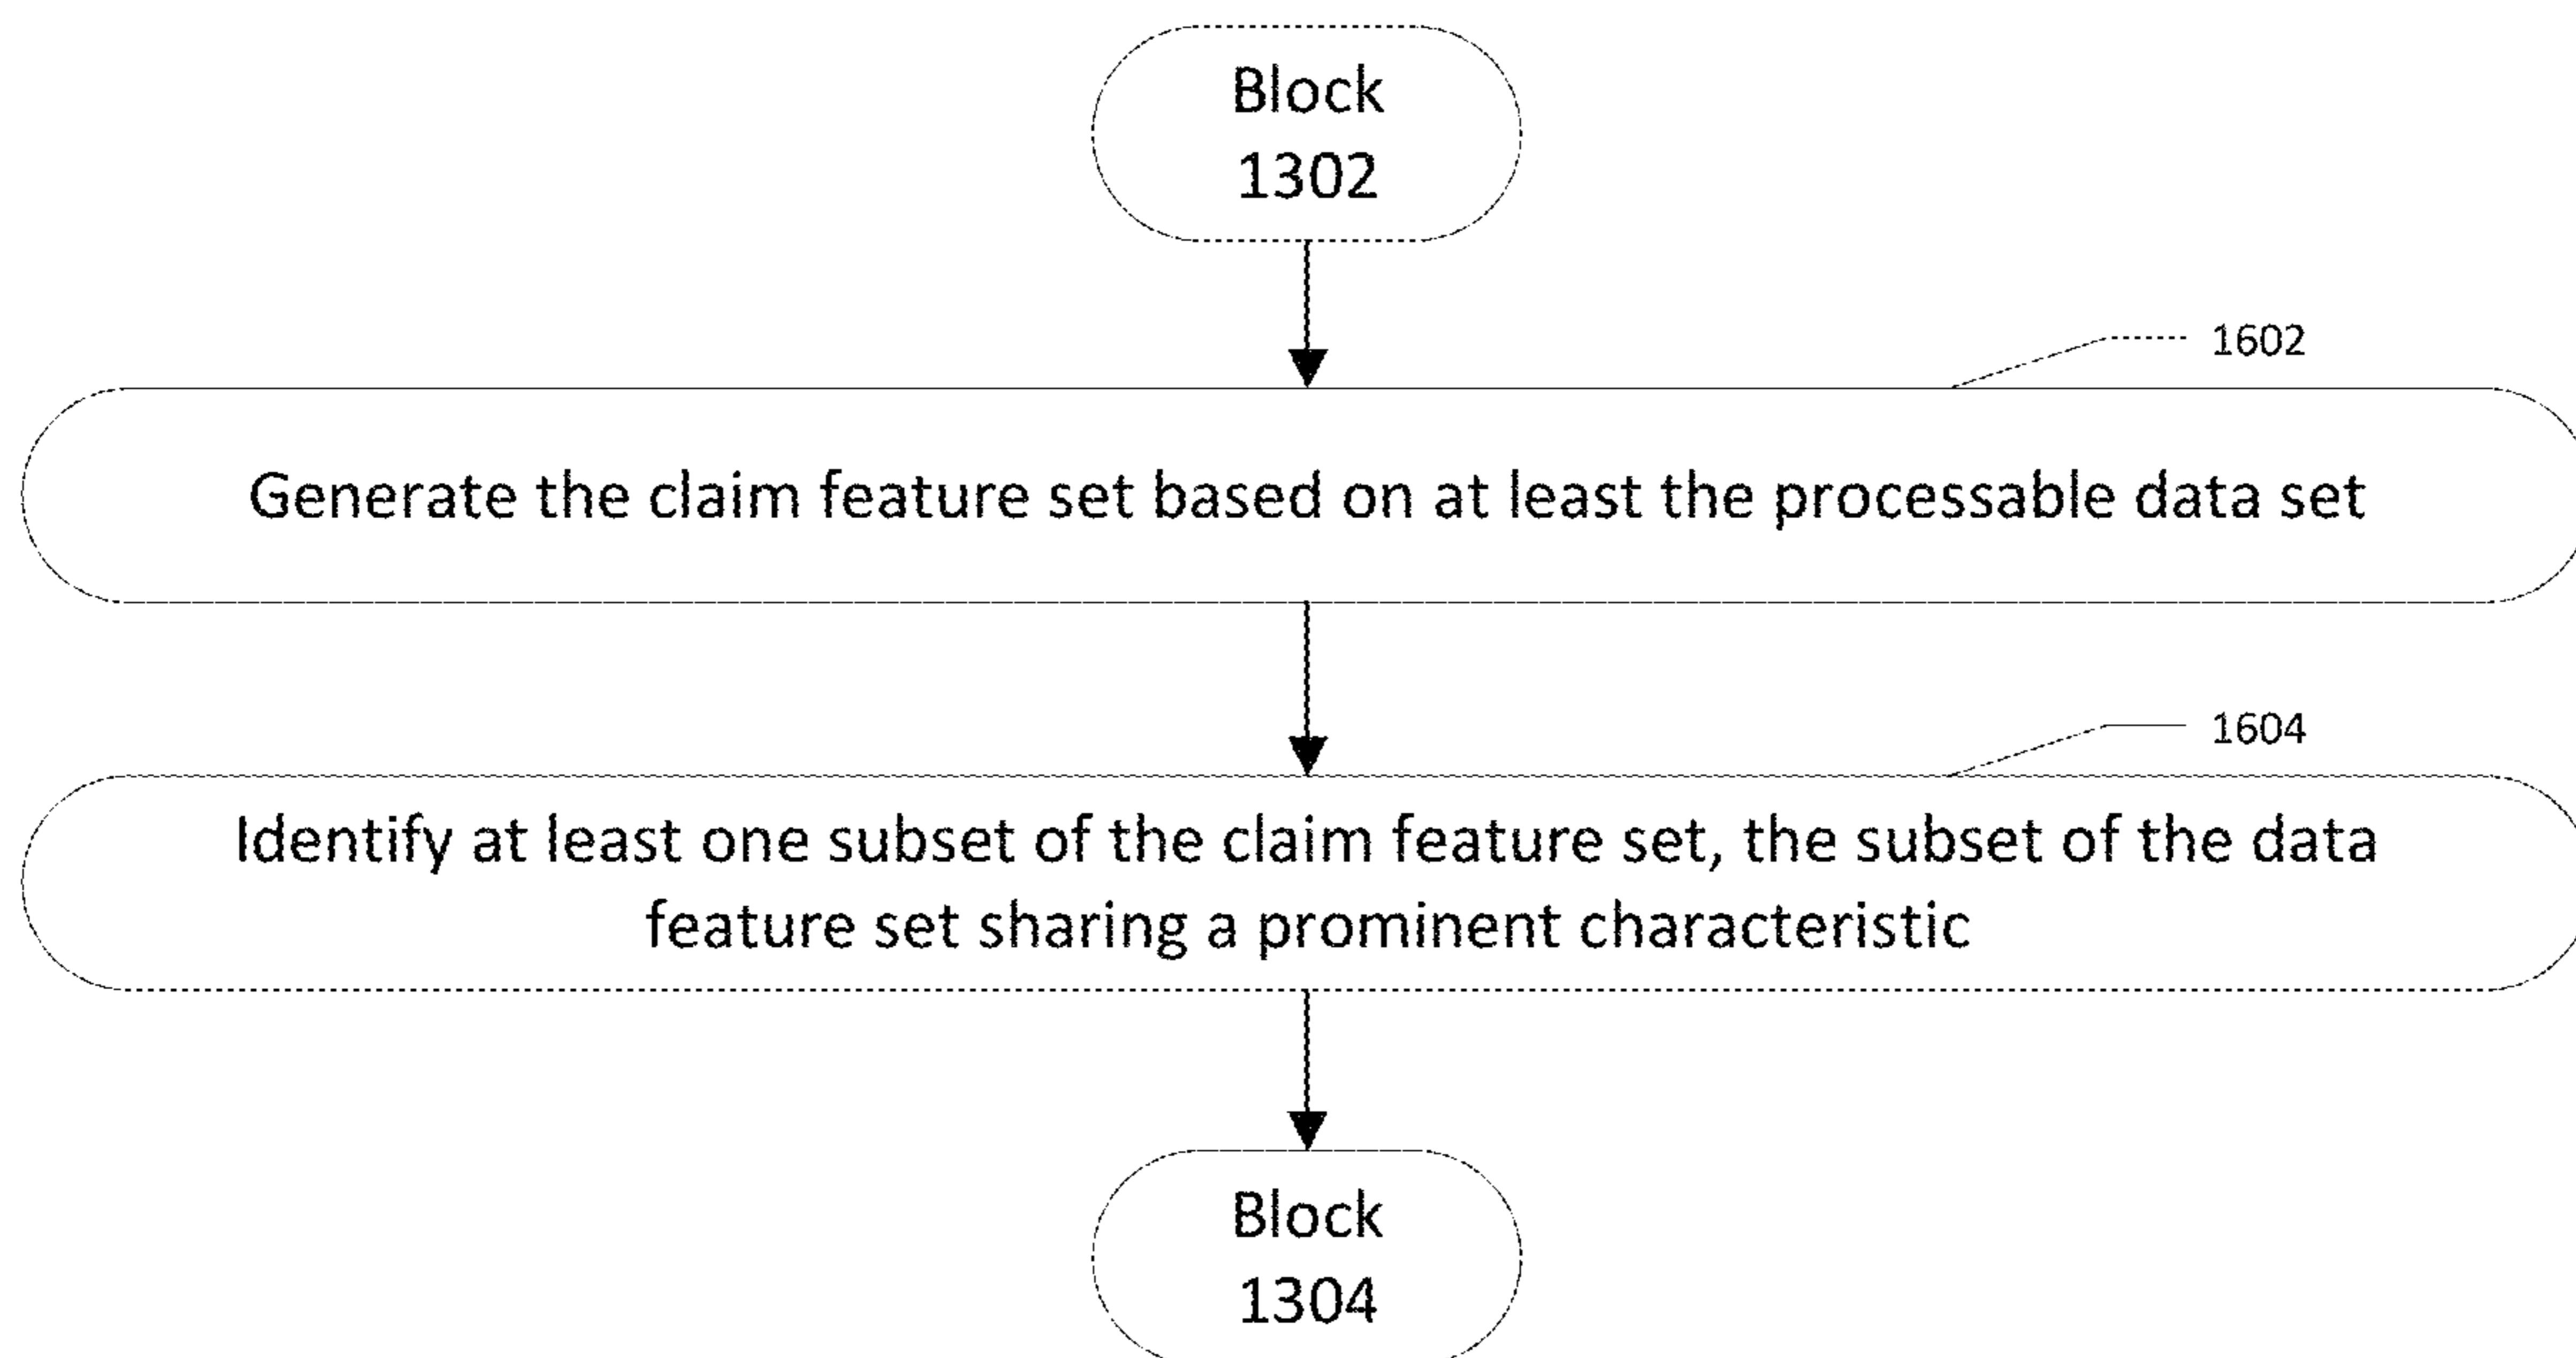 Block
1302
1602
Generate the claim feature set based on at least the processable data set
1604
Identify at least one subset of the claim feature set, the subset of the data
feature set sharing a prominent characteristic
Block
1304